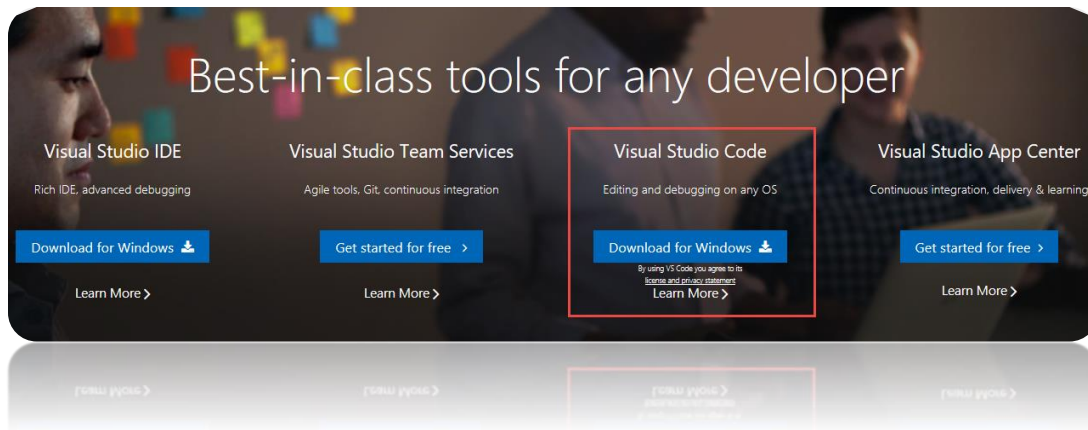 Best-in-class tools for any developer
Visual Studio IDE
Rich IDE, advanced debugging
Download for Windows
Learn More >
Visual Studio Team Services
Agile tools, Git, continuous integration
Get started for free >
Learn More >
Visual Studio Code
Editing and debugging on any OS
Download for Windows
By using VS Code you agree to its
license and privacy statement
Learn More >
Visual Studio App Center
Continuous integration, delivery & learning
Get started for free >
Learn More >